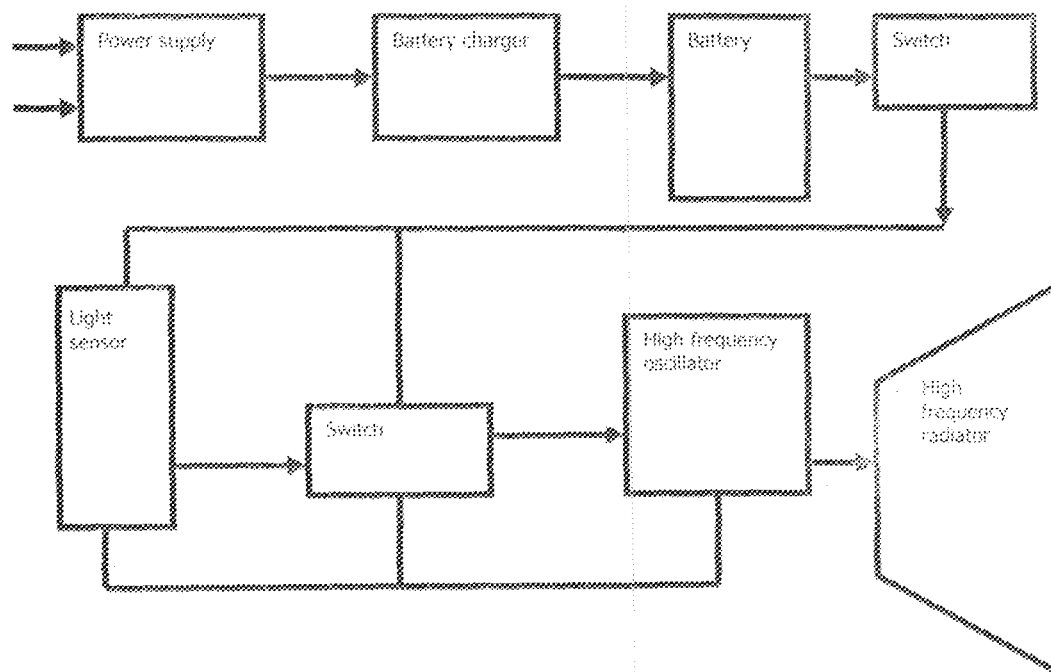 Power supply
Battery charger
Battery
Switch
Light
sensor
Switch
High frequency
oscillator
High
frequency
radiator